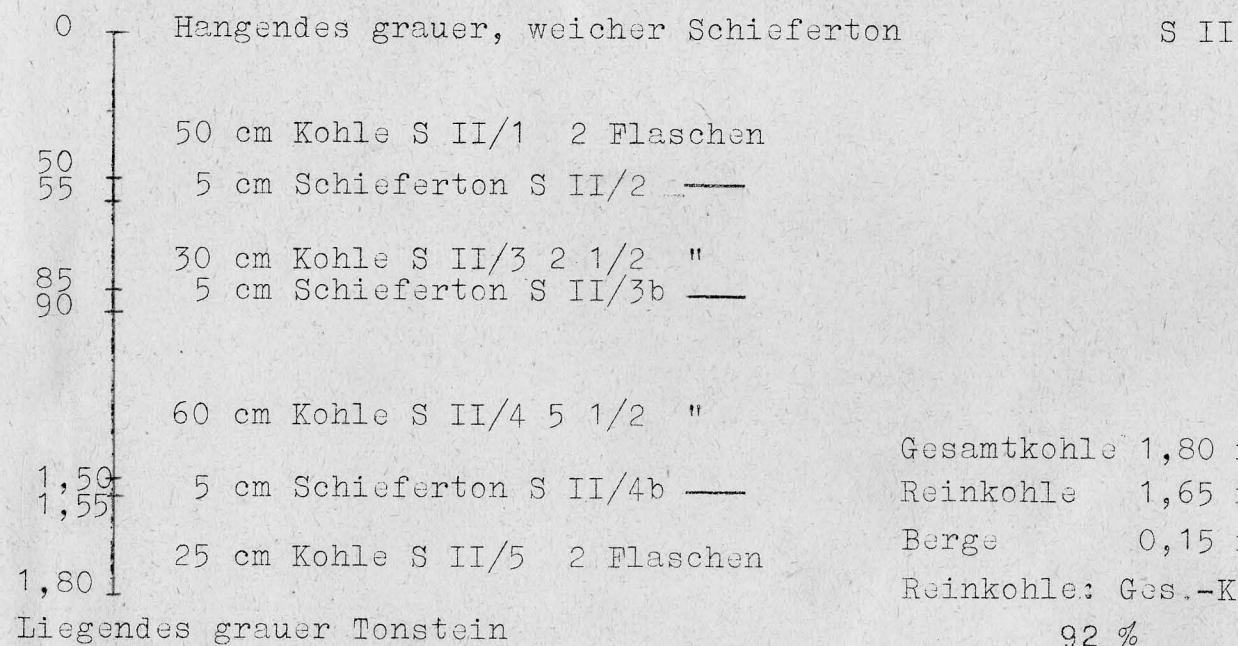 0 Hangendes grauer, weicher Schieferton S II
50 cm Kohle S II/1 2 Flaschen
50
55 5 cm Schieferton S II/2 —
30 cm Kohle S II/3 2 1/2 "
85
90 5 cm Schieferton S II/3b —
60 cm Kohle S II/4 5 1/2 "
Gesamtkohle 1,80
1,50
1,55 5 cm Schieferton S II/4b — Reinkohle 1,65
Berge 0,15
25 cm Kohle S II/5 2 Flaschen
1,80 Reinkohle: Ges.-K
Liegendes grauer Tonstein 92 %